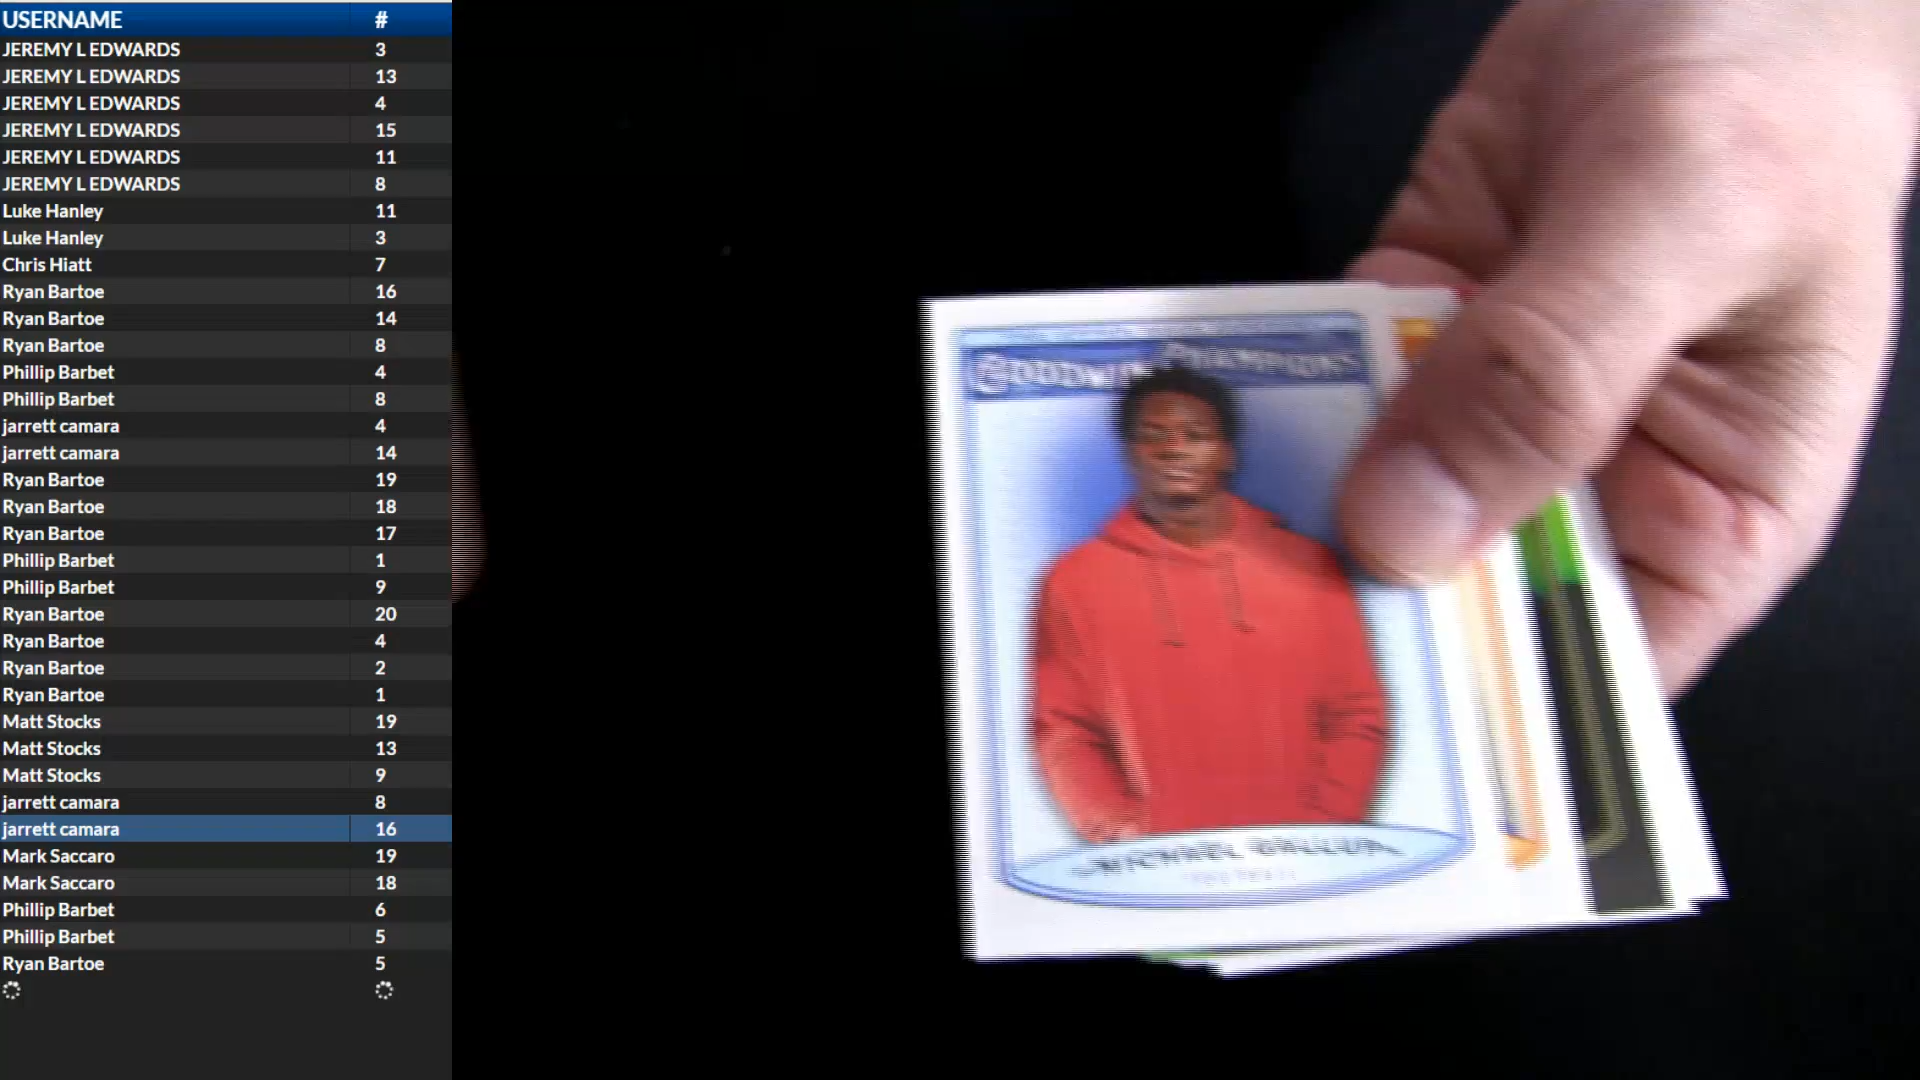 USERNAME #
JEREMY L EDWARDS 3
JEREMY L EDWARDS 13
JEREMY L EDWARDS 4
JEREMY L EDWARDS 15
JEREMY L EDWARDS 11
JEREMY L EDWARDS 8
Luke Hanley 11
Luke Hanley 3
Chris Hiatt 7
Ryan Bartoe 16
Ryan Bartoe 14
Ryan Bartoe 8
Phillip Barbet 4
Phillip Barbet 8
jarrett camara 4
jarrett camara 14
Ryan Bartoe 19
Ryan Bartoe 18
Ryan Bartoe 17
Phillip Barbet 1
Phillip Barbet 9
Ryan Bartoe 20
Ryan Bartoe 4
Ryan Bartoe 2
Ryan Bartoe 1
Matt Stocks 19
Matt Stocks 13
Matt Stocks 9
jarrett camara 8
jarrett camara 16
Mark Saccaro 19
Mark Saccaro 18
Phillip Barbet 6
Phillip Barbet 5
Ryan Bartoe 5
GOODWIN CHAMPIONS
MICHAEL GALLUP